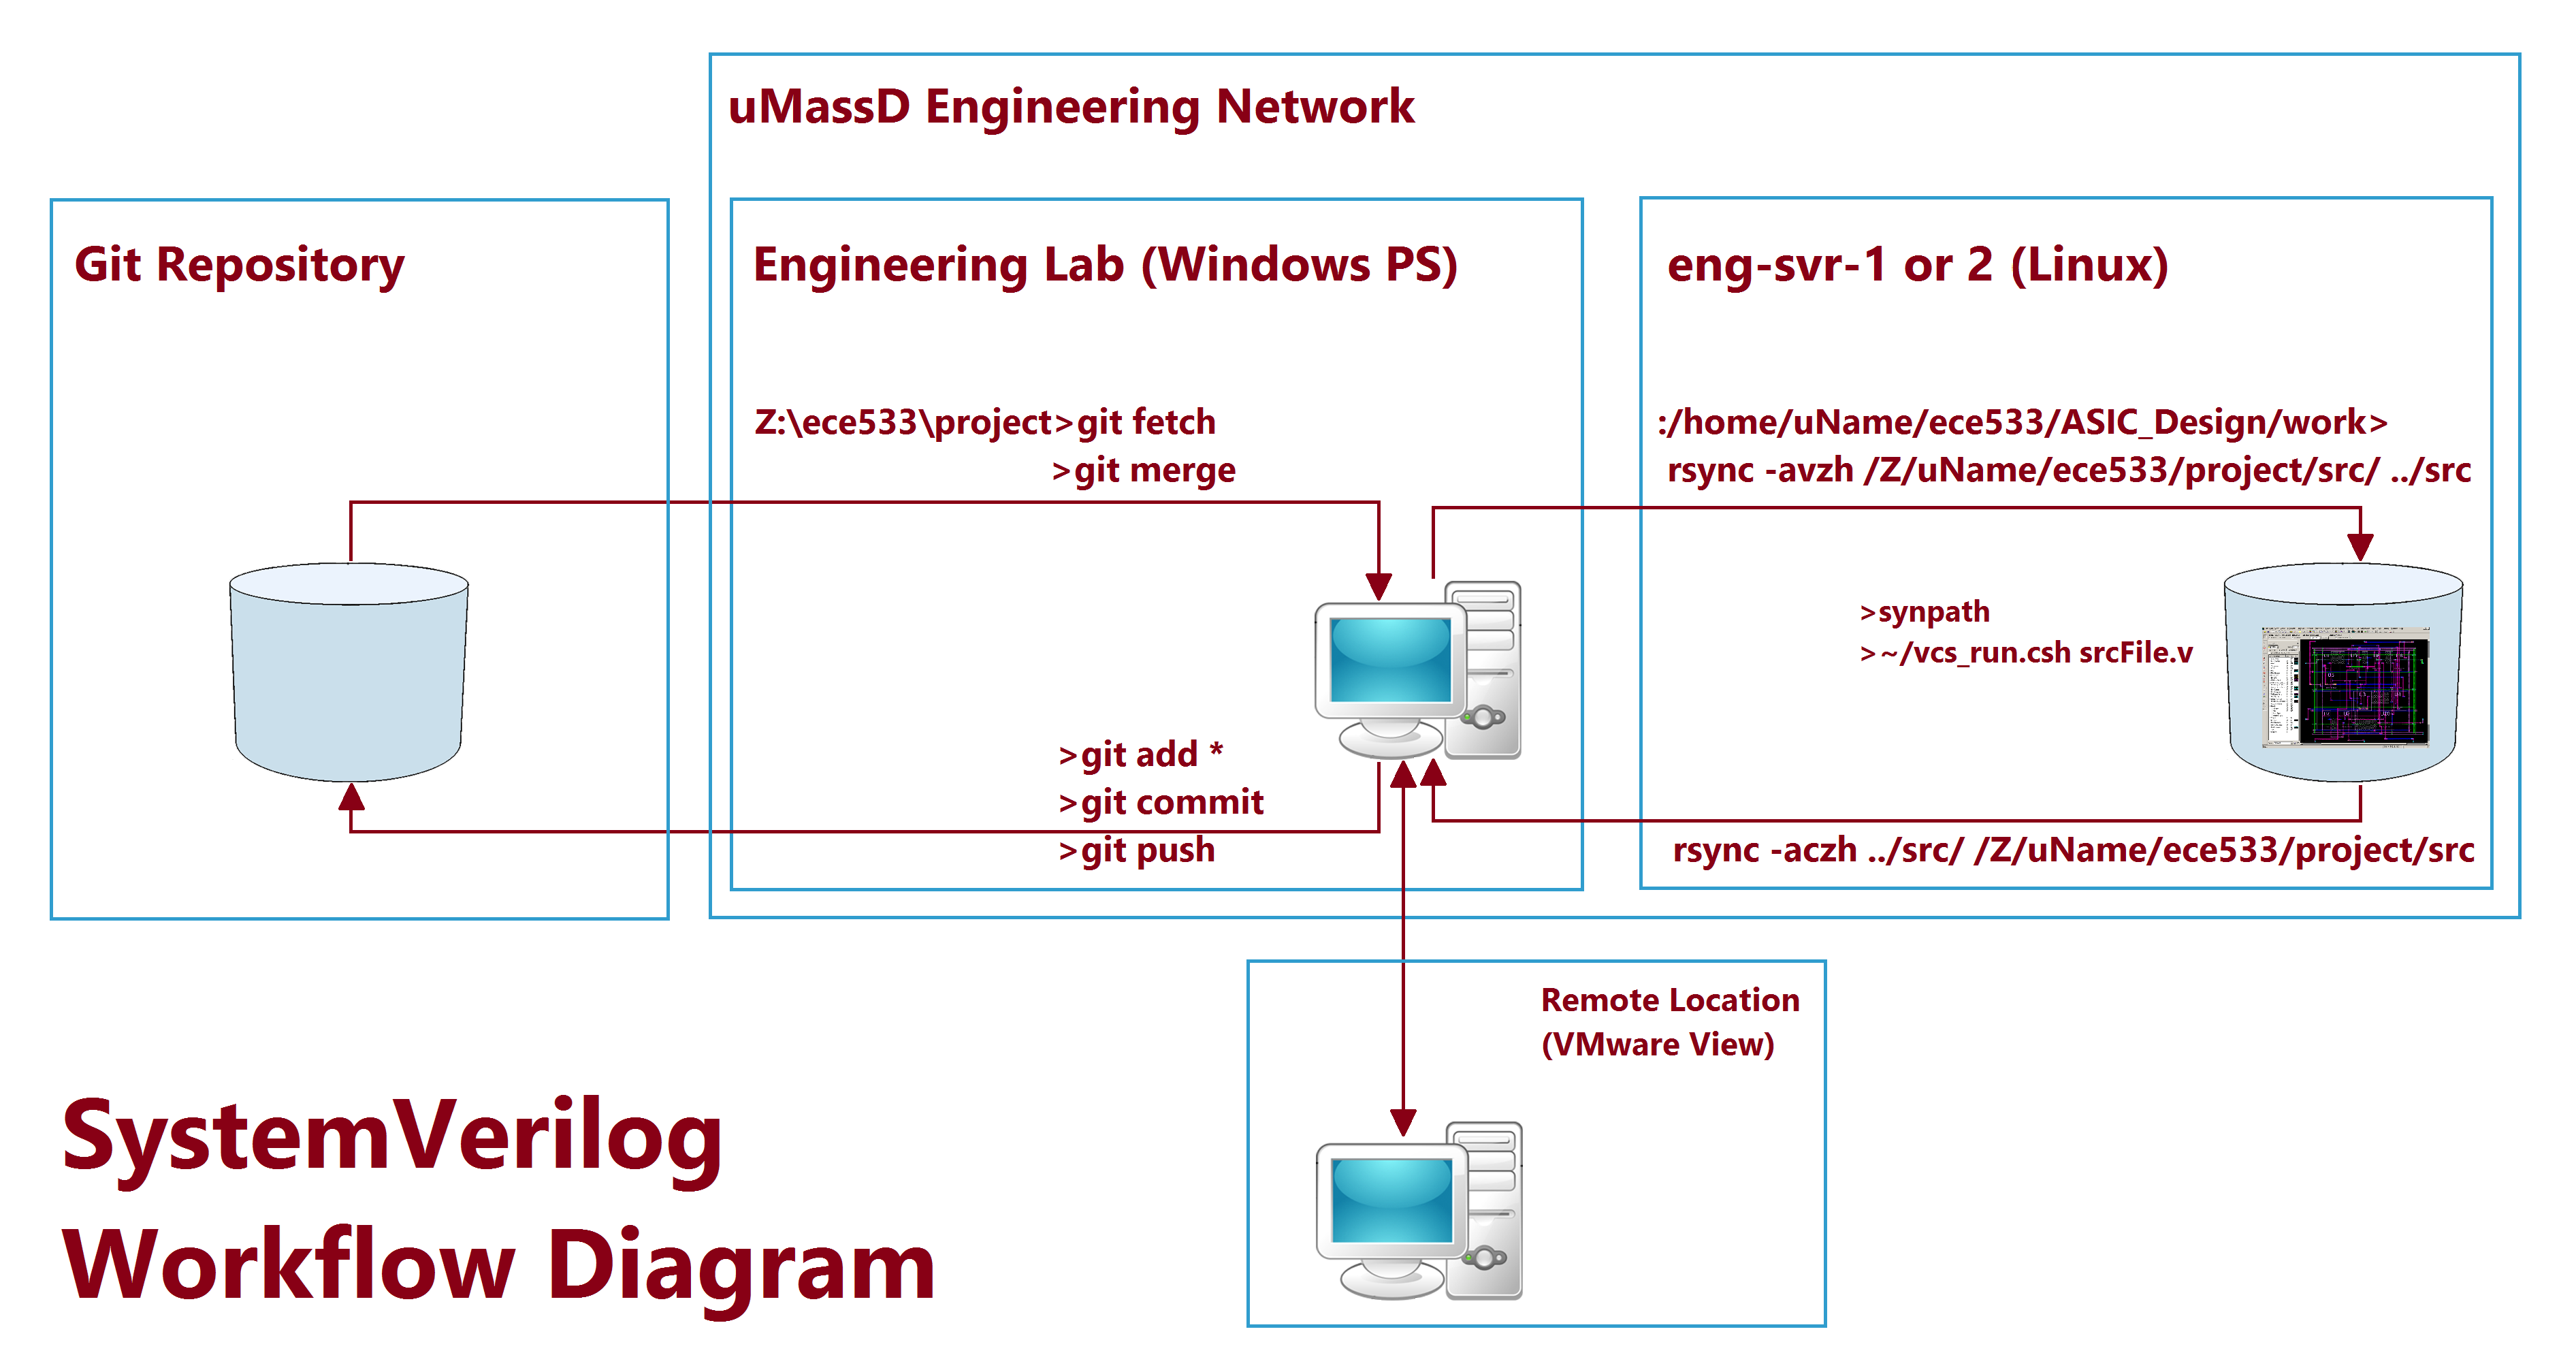 uMassD Engineering Network
Git Repository
Engineering Lab (Windows PS)
eng-svr-1 or 2 (Linux)
Z:\ece533\project>git fetch
>git merge
:/home/uName/ece533/ASIC_Design/work>
rsync -avzh /Z/uName/ece533/project/src/ ../src
>synpath
>~/vcs_run.csh srcFile.v
>git add *
>git commit
>git push
rsync -aczh ../src/ /Z/uName/ece533/project/src
Remote Location
(VMware View)
SystemVerilog
Workflow Diagram